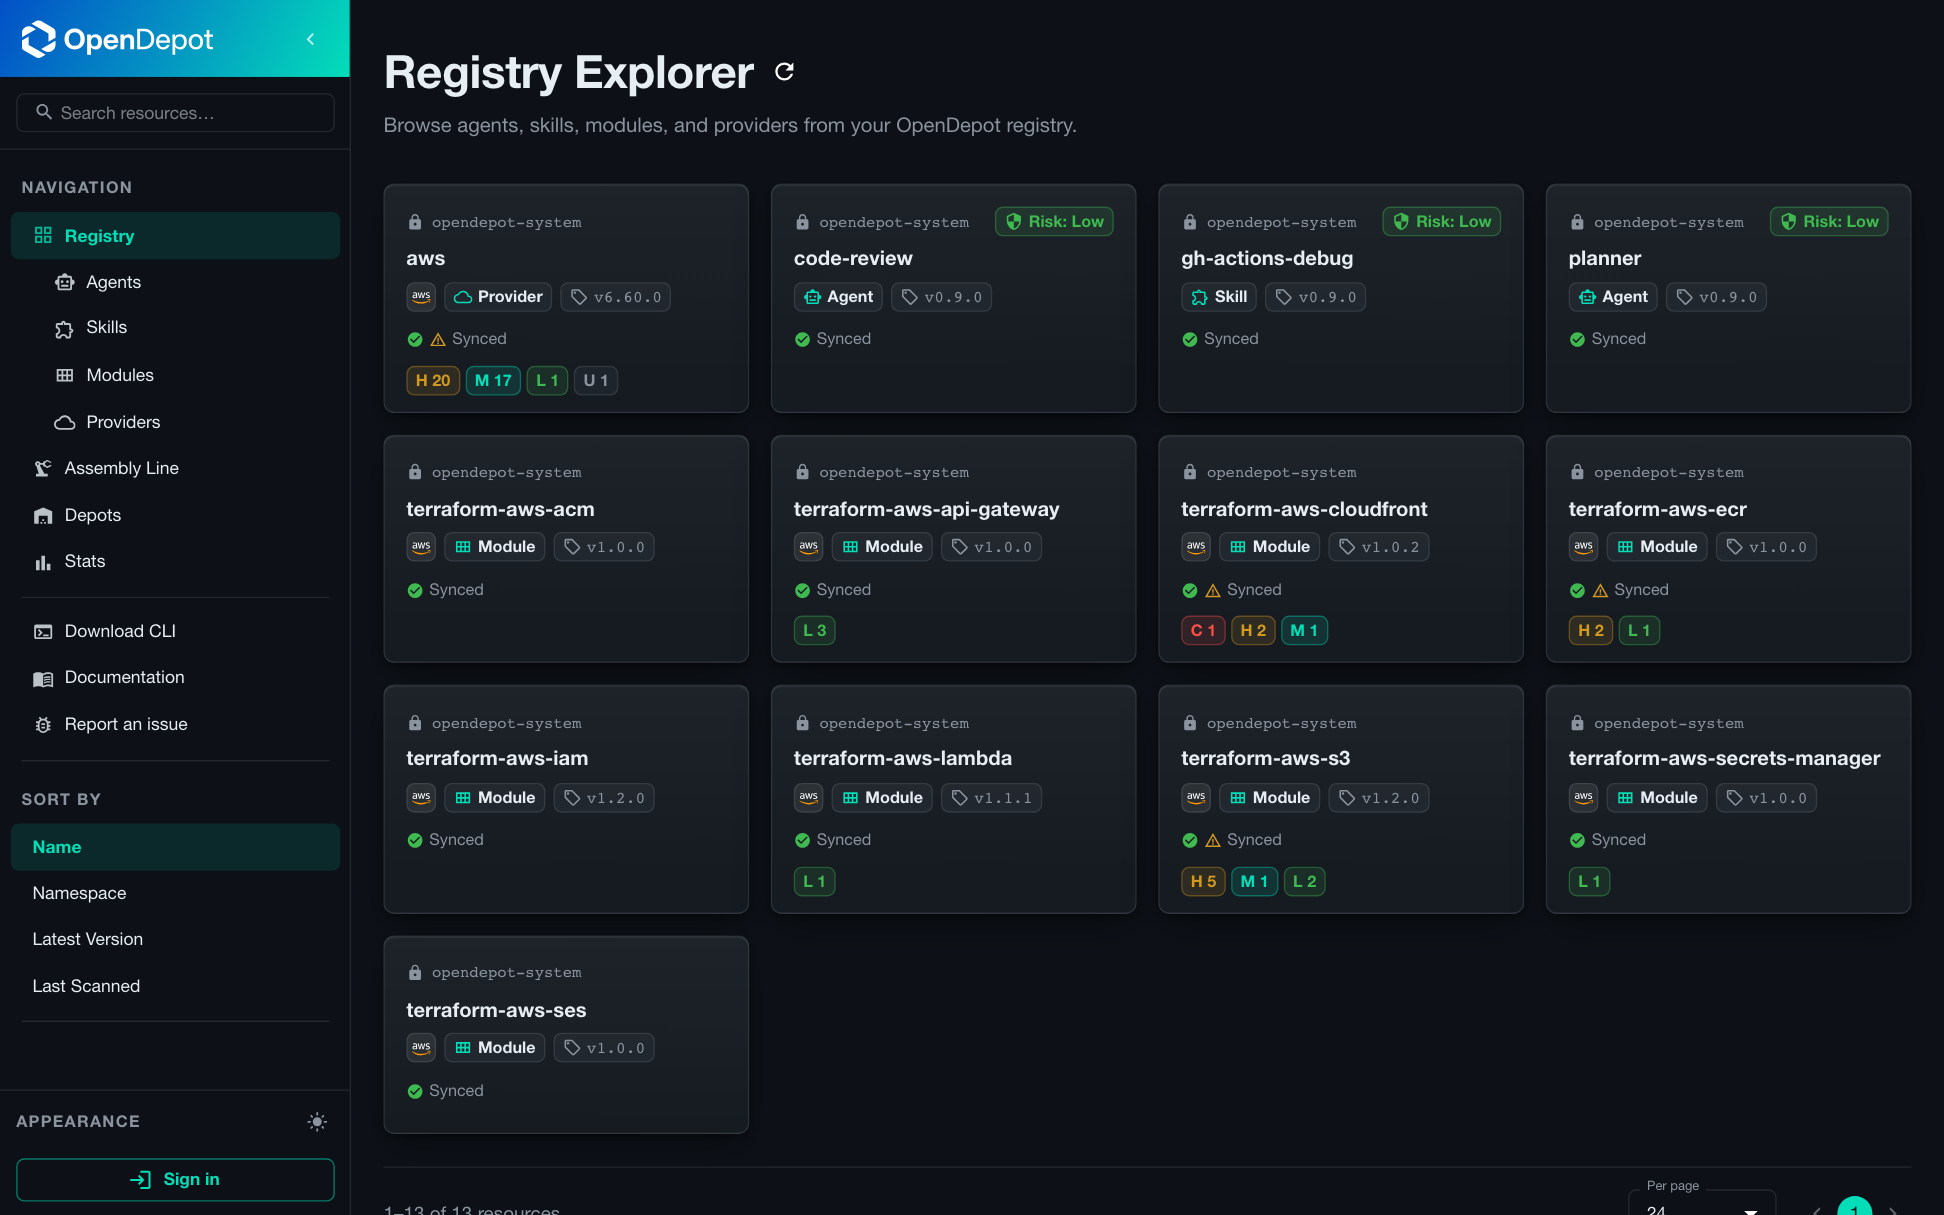 OpenDepot
Search resources...
NAVIGATION
Registry
Agents
Skills
Modules
Providers
Assembly Line
Depots
Stats
Download CLI
Documentation
Report an issue
SORT BY
Name
Namespace
Latest Version
Last Scanned
APPEARANCE
Sign in
Registry Explorer
Browse agents, skills, modules, and providers from your OpenDepot registry.
opendepot-system
aws
aws Provider v6.60.0
Synced
H 20 M 17 L 1 U 1
opendepot-system Risk: Low
code-review
Agent v0.9.0
Synced
opendepot-system Risk: Low
gh-actions-debug
Skill v0.9.0
Synced
opendepot-system Risk: Low
planner
Agent v0.9.0
Synced
opendepot-system
terraform-aws-acm
aws Module v1.0.0
Synced
opendepot-system
terraform-aws-api-gateway
aws Module v1.0.0
Synced
L 3
opendepot-system
terraform-aws-cloudfront
aws Module v1.0.2
Synced
C 1 H 2 M 1
opendepot-system
terraform-aws-ecr
aws Module v1.0.0
Synced
H 2 L 1
opendepot-system
terraform-aws-iam
aws Module v1.2.0
Synced
opendepot-system
terraform-aws-lambda
aws Module v1.1.1
Synced
L 1
opendepot-system
terraform-aws-s3
aws Module v1.2.0
Synced
H 5 M 1 L 2
opendepot-system
terraform-aws-secrets-manager
aws Module v1.0.0
Synced
L 1
opendepot-system
terraform-aws-ses
aws Module v1.0.0
Synced
1–13 of 13 resources
Per page
24
1